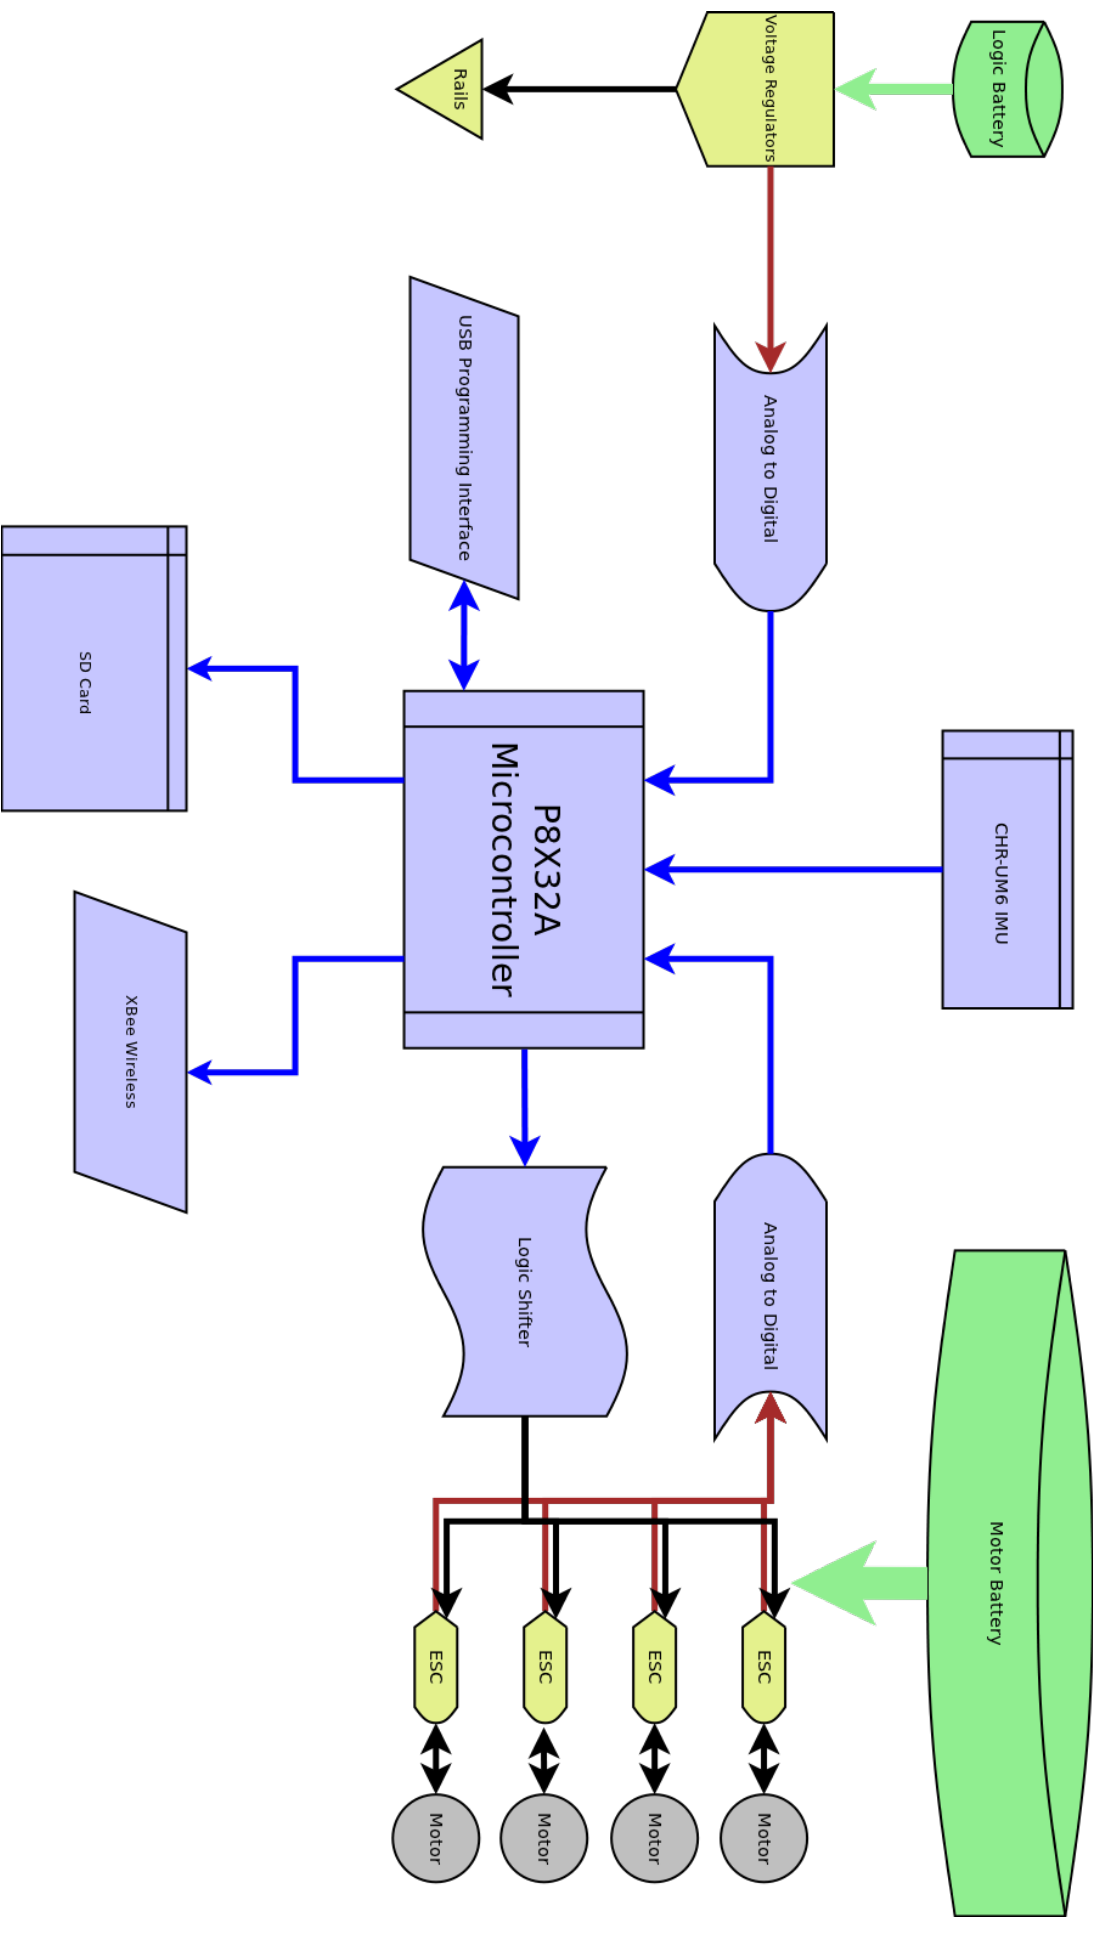 Logic Battery
CHR-UM6 IMU
Motor Battery
Voltage Regulators
Analog to Digital
Analog to Digital
Rails
USB Programming Interface
P8X32A
Microcontroller
Logic Shifter
ESC
Motor
ESC
Motor
ESC
Motor
ESC
Motor
SD Card
XBee Wireless